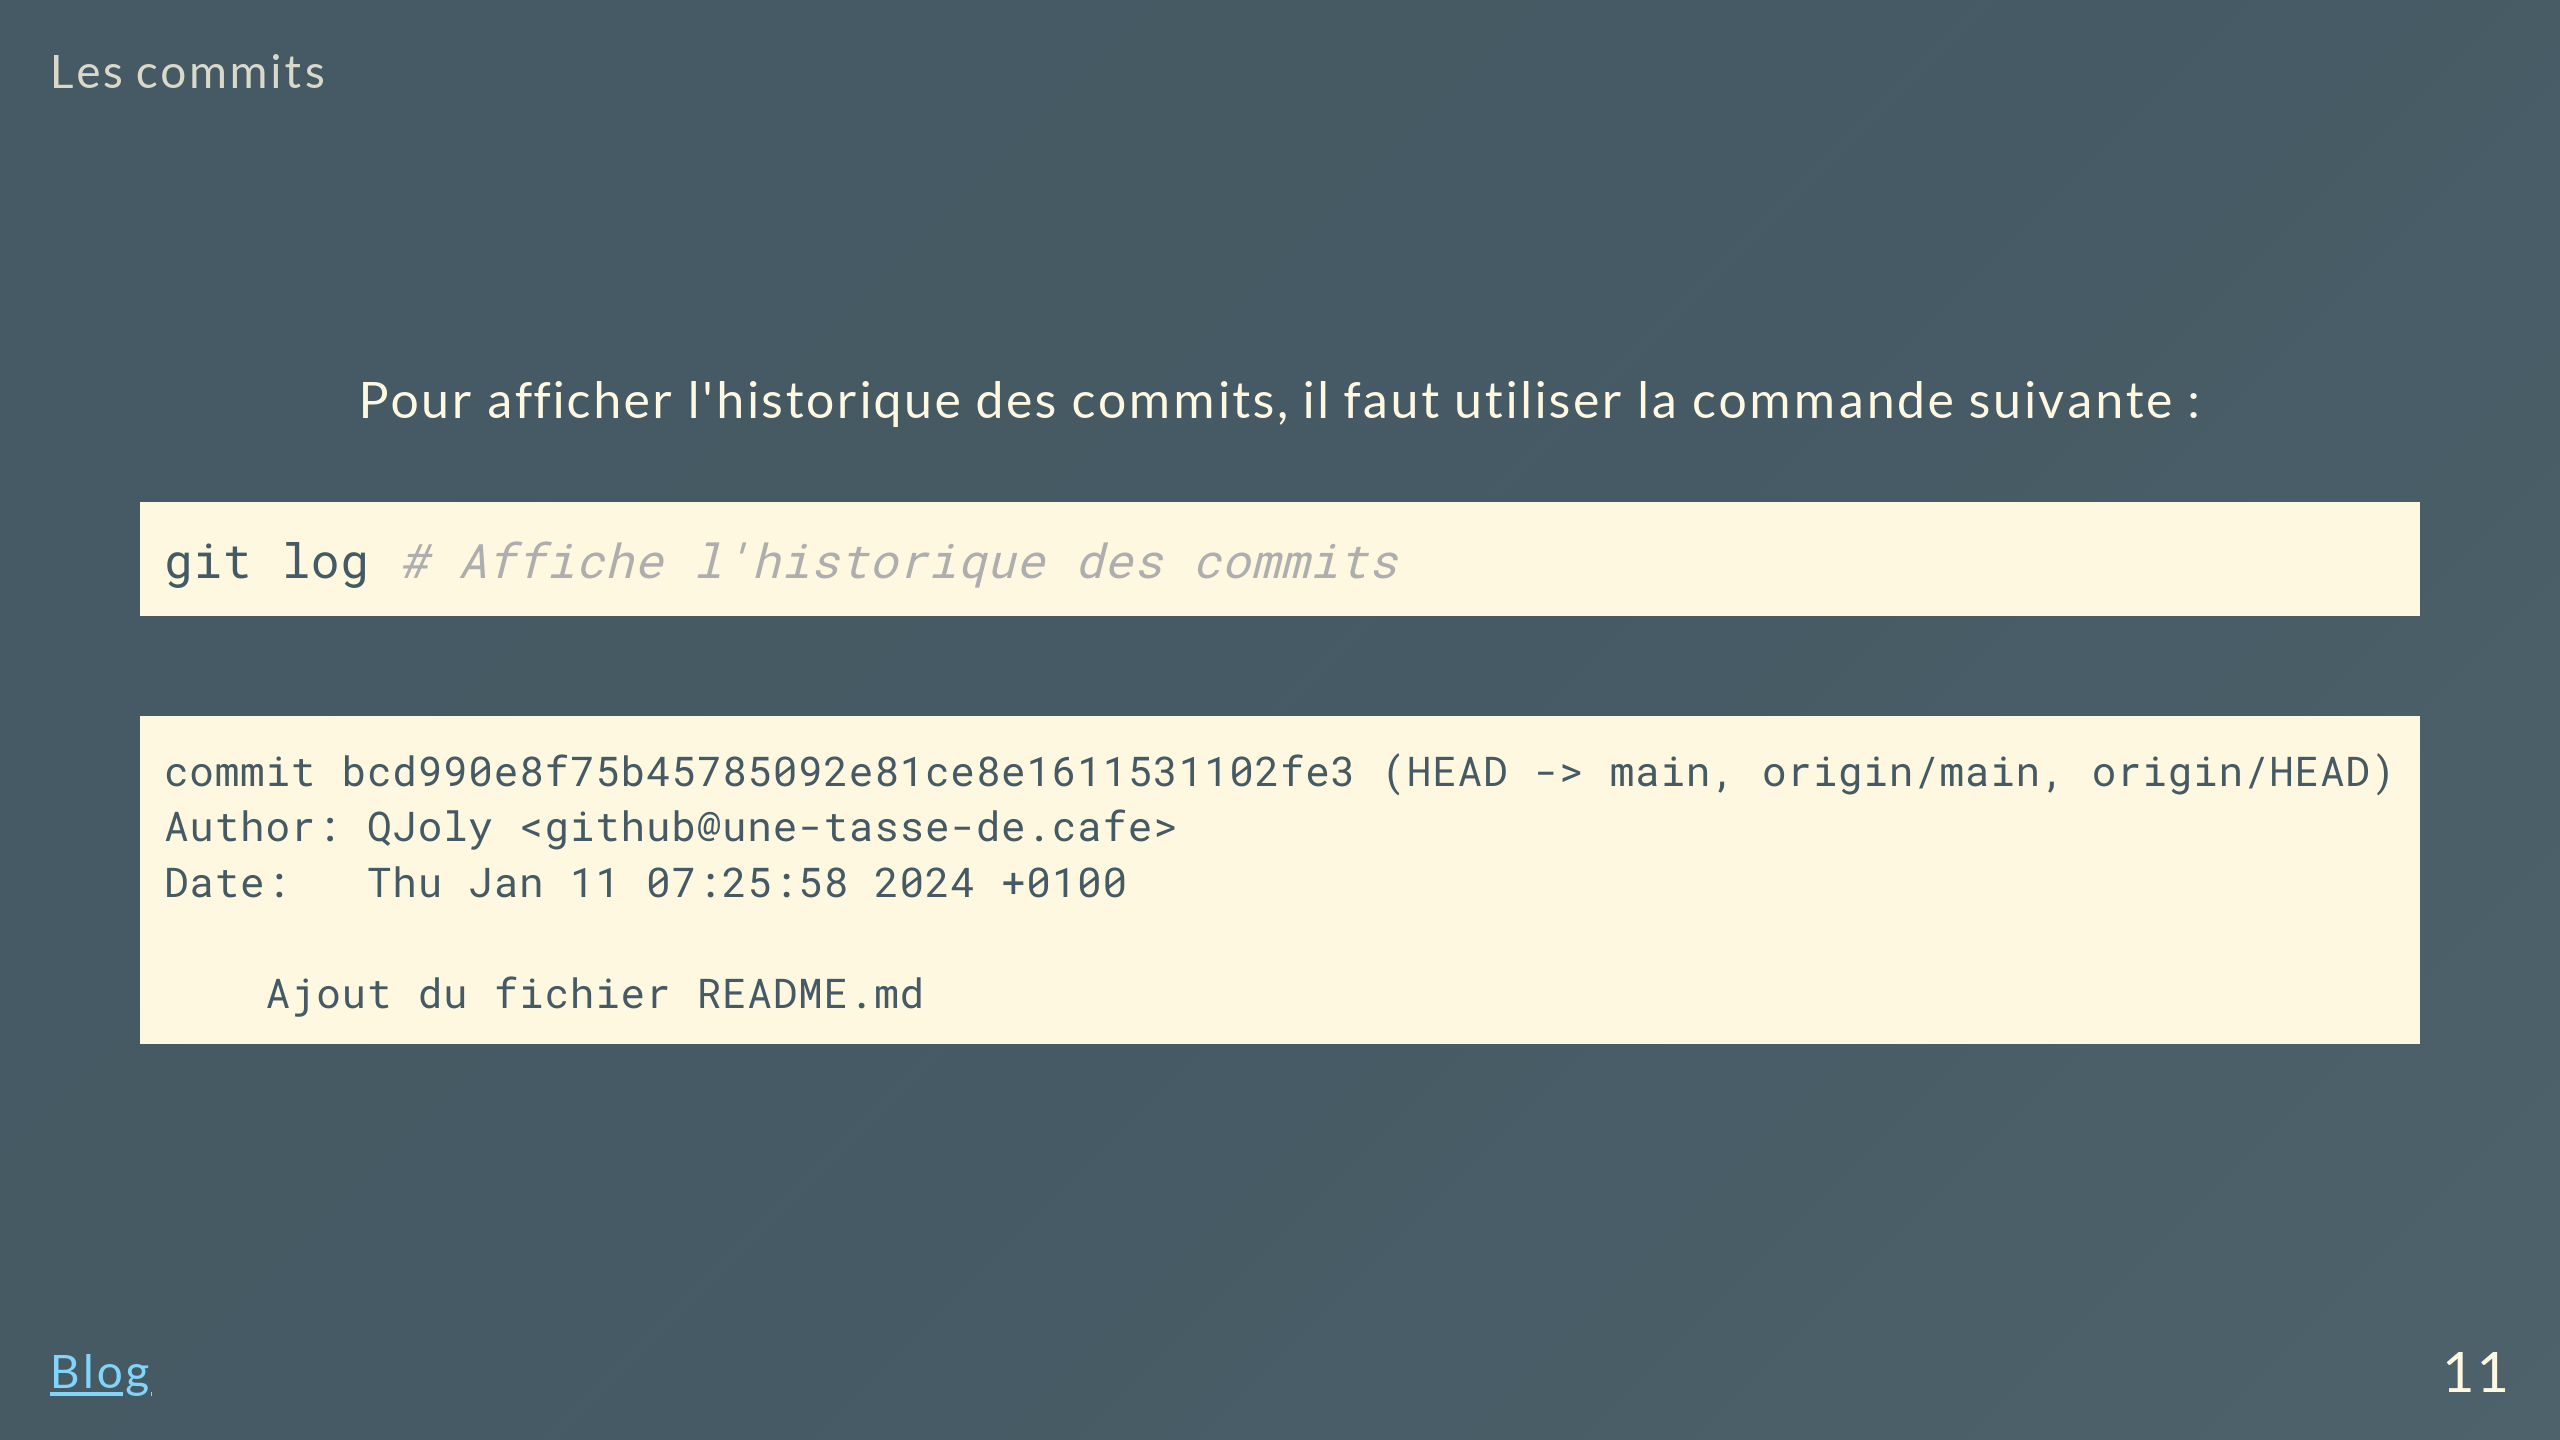 Les commits
Pour afficher l'historique des commits, il faut utiliser la commande suivante :
git log # Affiche l'historique des commits
commit bcd990e8f75b45785092e81ce8e1611531102fe3 (HEAD -> main, origin/main, origin/HEAD)
Author: QJoly <github@une-tasse-de.cafe>
Date:   Thu Jan 11 07:25:58 2024 +0100
    Ajout du fichier README.md
Blog
11